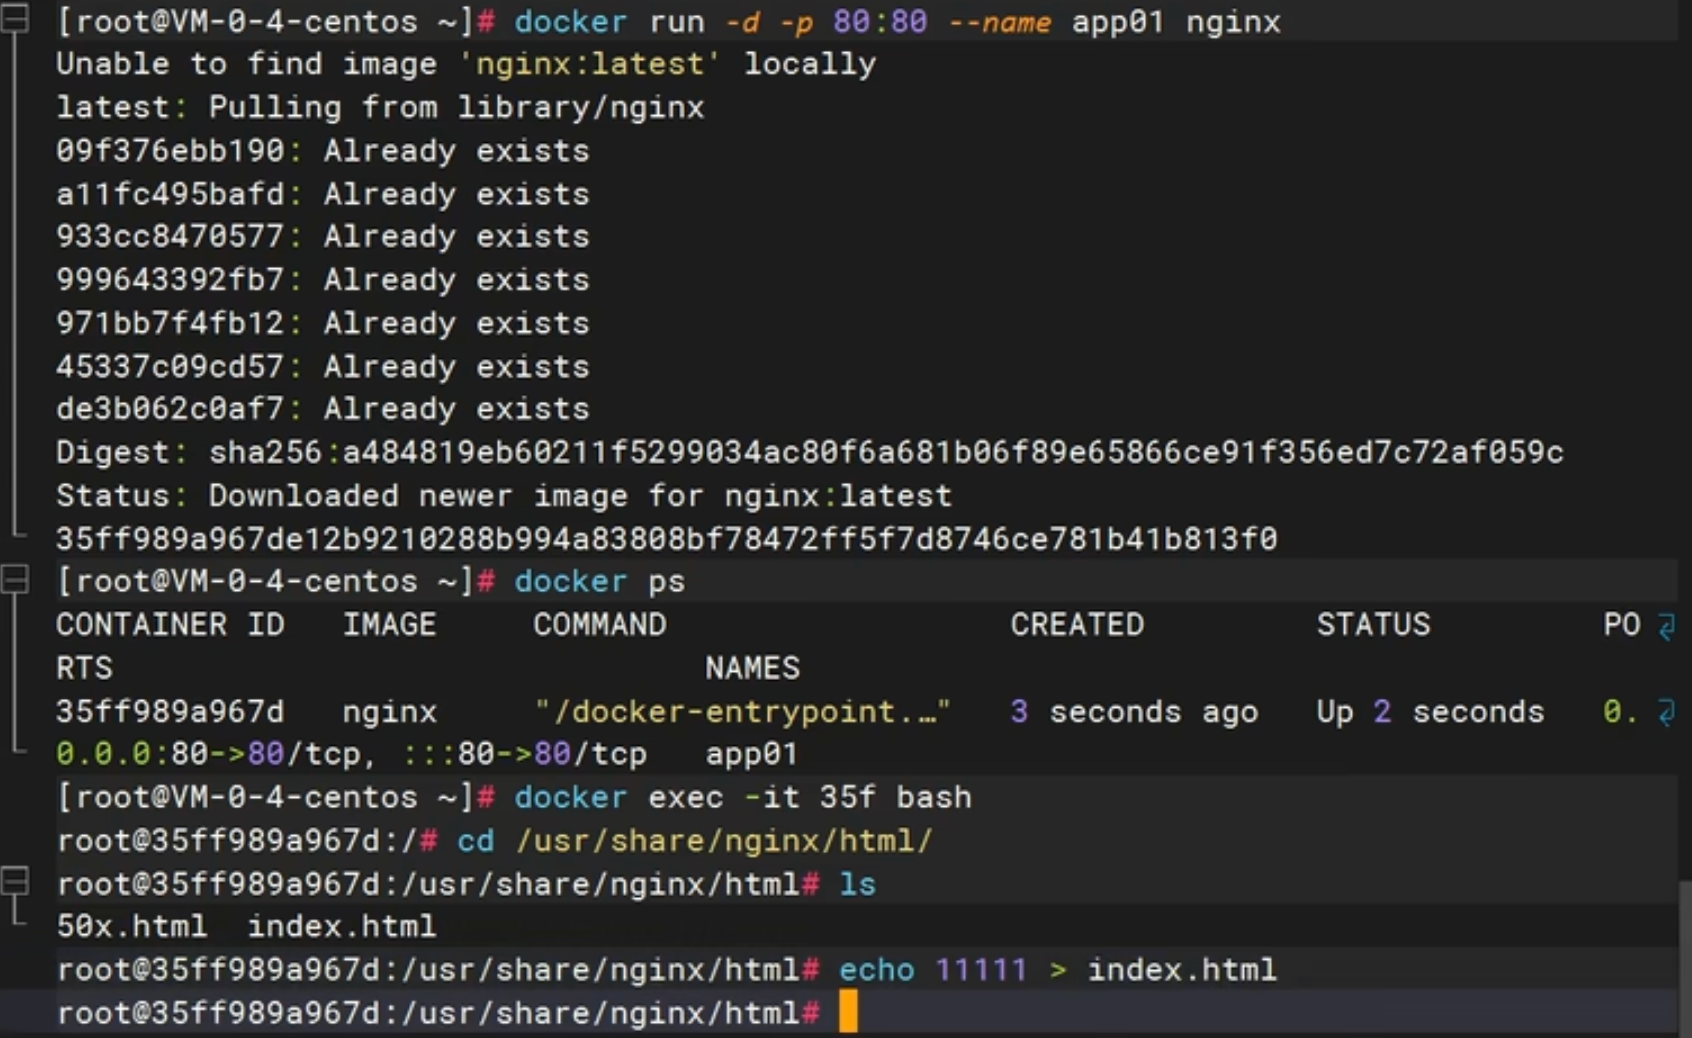 [root@VM-0-4-centos ~]# docker run -d -p 80:80 --name app01 nginx
Unable to find image 'nginx:latest' locally
latest: Pulling from library/nginx
09f376ebb190: Already exists
a11fc495bafd: Already exists
933cc8470577: Already exists
999643392fb7: Already exists
971bb7f4fb12: Already exists
45337c09cd57: Already exists
de3b062c0af7: Already exists
Digest: sha256:a484819eb60211f5299034ac80f6a681b06f89e65866ce91f356ed7c72af059c
Status: Downloaded newer image for nginx:latest
35ff989a967de12b9210288b994a83808bf78472ff5f7d8746ce781b41b813f0
[root@VM-0-4-centos ~]# docker ps
CONTAINER ID   IMAGE     COMMAND                  CREATED         STATUS         PO
RTS                               NAMES
35ff989a967d   nginx     "/docker-entrypoint.…"   3 seconds ago   Up 2 seconds   0.
0.0.0:80->80/tcp, :::80->80/tcp   app01
[root@VM-0-4-centos ~]# docker exec -it 35f bash
root@35ff989a967d:/# cd /usr/share/nginx/html/
root@35ff989a967d:/usr/share/nginx/html# ls
50x.html  index.html
root@35ff989a967d:/usr/share/nginx/html# echo 11111 > index.html
root@35ff989a967d:/usr/share/nginx/html#